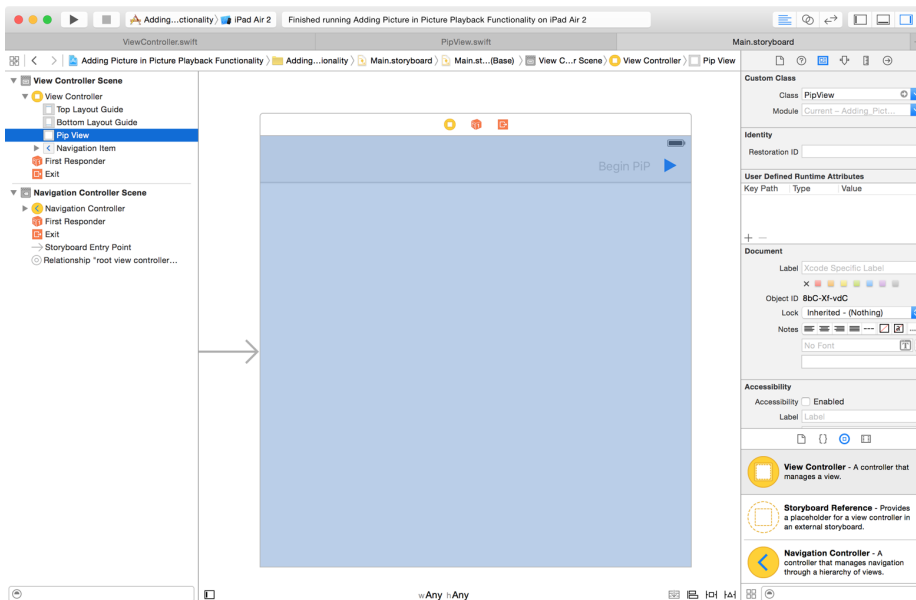 Adding...ctionality
iPad Air 2
Finished running Adding Picture in Picture Playback Functionality on iPad Air 2
ViewController.swift
PipView.swift
Main.storyboard
Adding Picture in Picture Playback Functionality
Adding...ionality
Main.storyboard
Main.st...(Base)
View C...r Scene
View Controller
Pip View
View Controller Scene
View Controller
Top Layout Guide
Bottom Layout Guide
Pip View
Navigation Item
First Responder
Exit
Navigation Controller Scene
Navigation Controller
First Responder
Exit
Storyboard Entry Point
Relationship "root view controller...
Begin PiP
wAny hAny
Custom Class
Class PipView
Module Current – Adding_Pict...
Identity
Restoration ID
User Defined Runtime Attributes
Key Path Type Value
Document
Label Xcode Specific Label
Object ID 8bC-Xf-vdC
Lock Inherited - (Nothing)
Notes
No Font
Accessibility
Accessibility Enabled
Label Label
View Controller - A controller that
manages a view.
Storyboard Reference - Provides
a placeholder for a view controller in
an external storyboard.
Navigation Controller - A
controller that manages navigation
through a hierarchy of views.